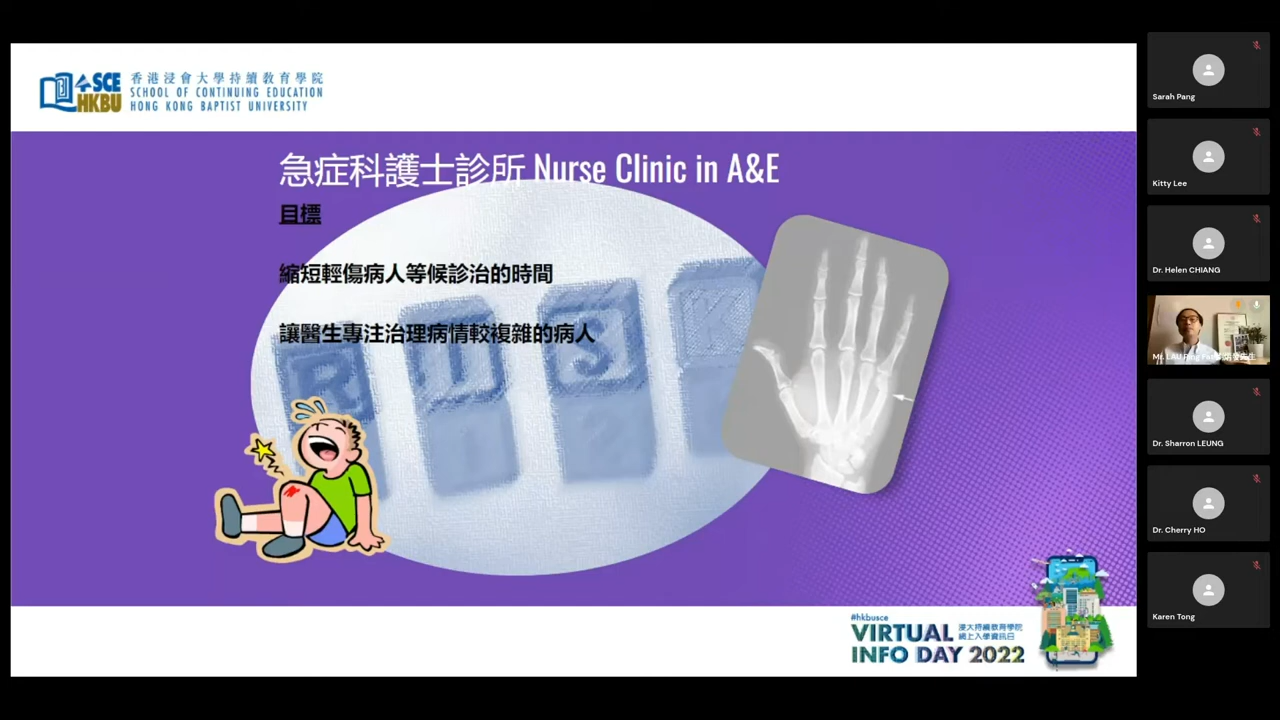 SCE
HKBU
香港浸會大學持續教育學院
SCHOOL OF CONTINUING EDUCATION
HONG KONG BAPTIST UNIVERSITY
急症科護士診所 Nurse Clinic in A&E
目標
縮短輕傷病人等候診治的時間
讓醫生專注治理病情較複雜的病人
R I S K
1 2
#hkbusce
VIRTUAL
INFO DAY 2022
浸大持續教育學院
網上入學資訊日
Sarah Pang
Kitty Lee
Dr. Helen CHIANG
Mr. LAU
Dr. Sharron LEUNG
Dr. Cherry HO
Karen Tong